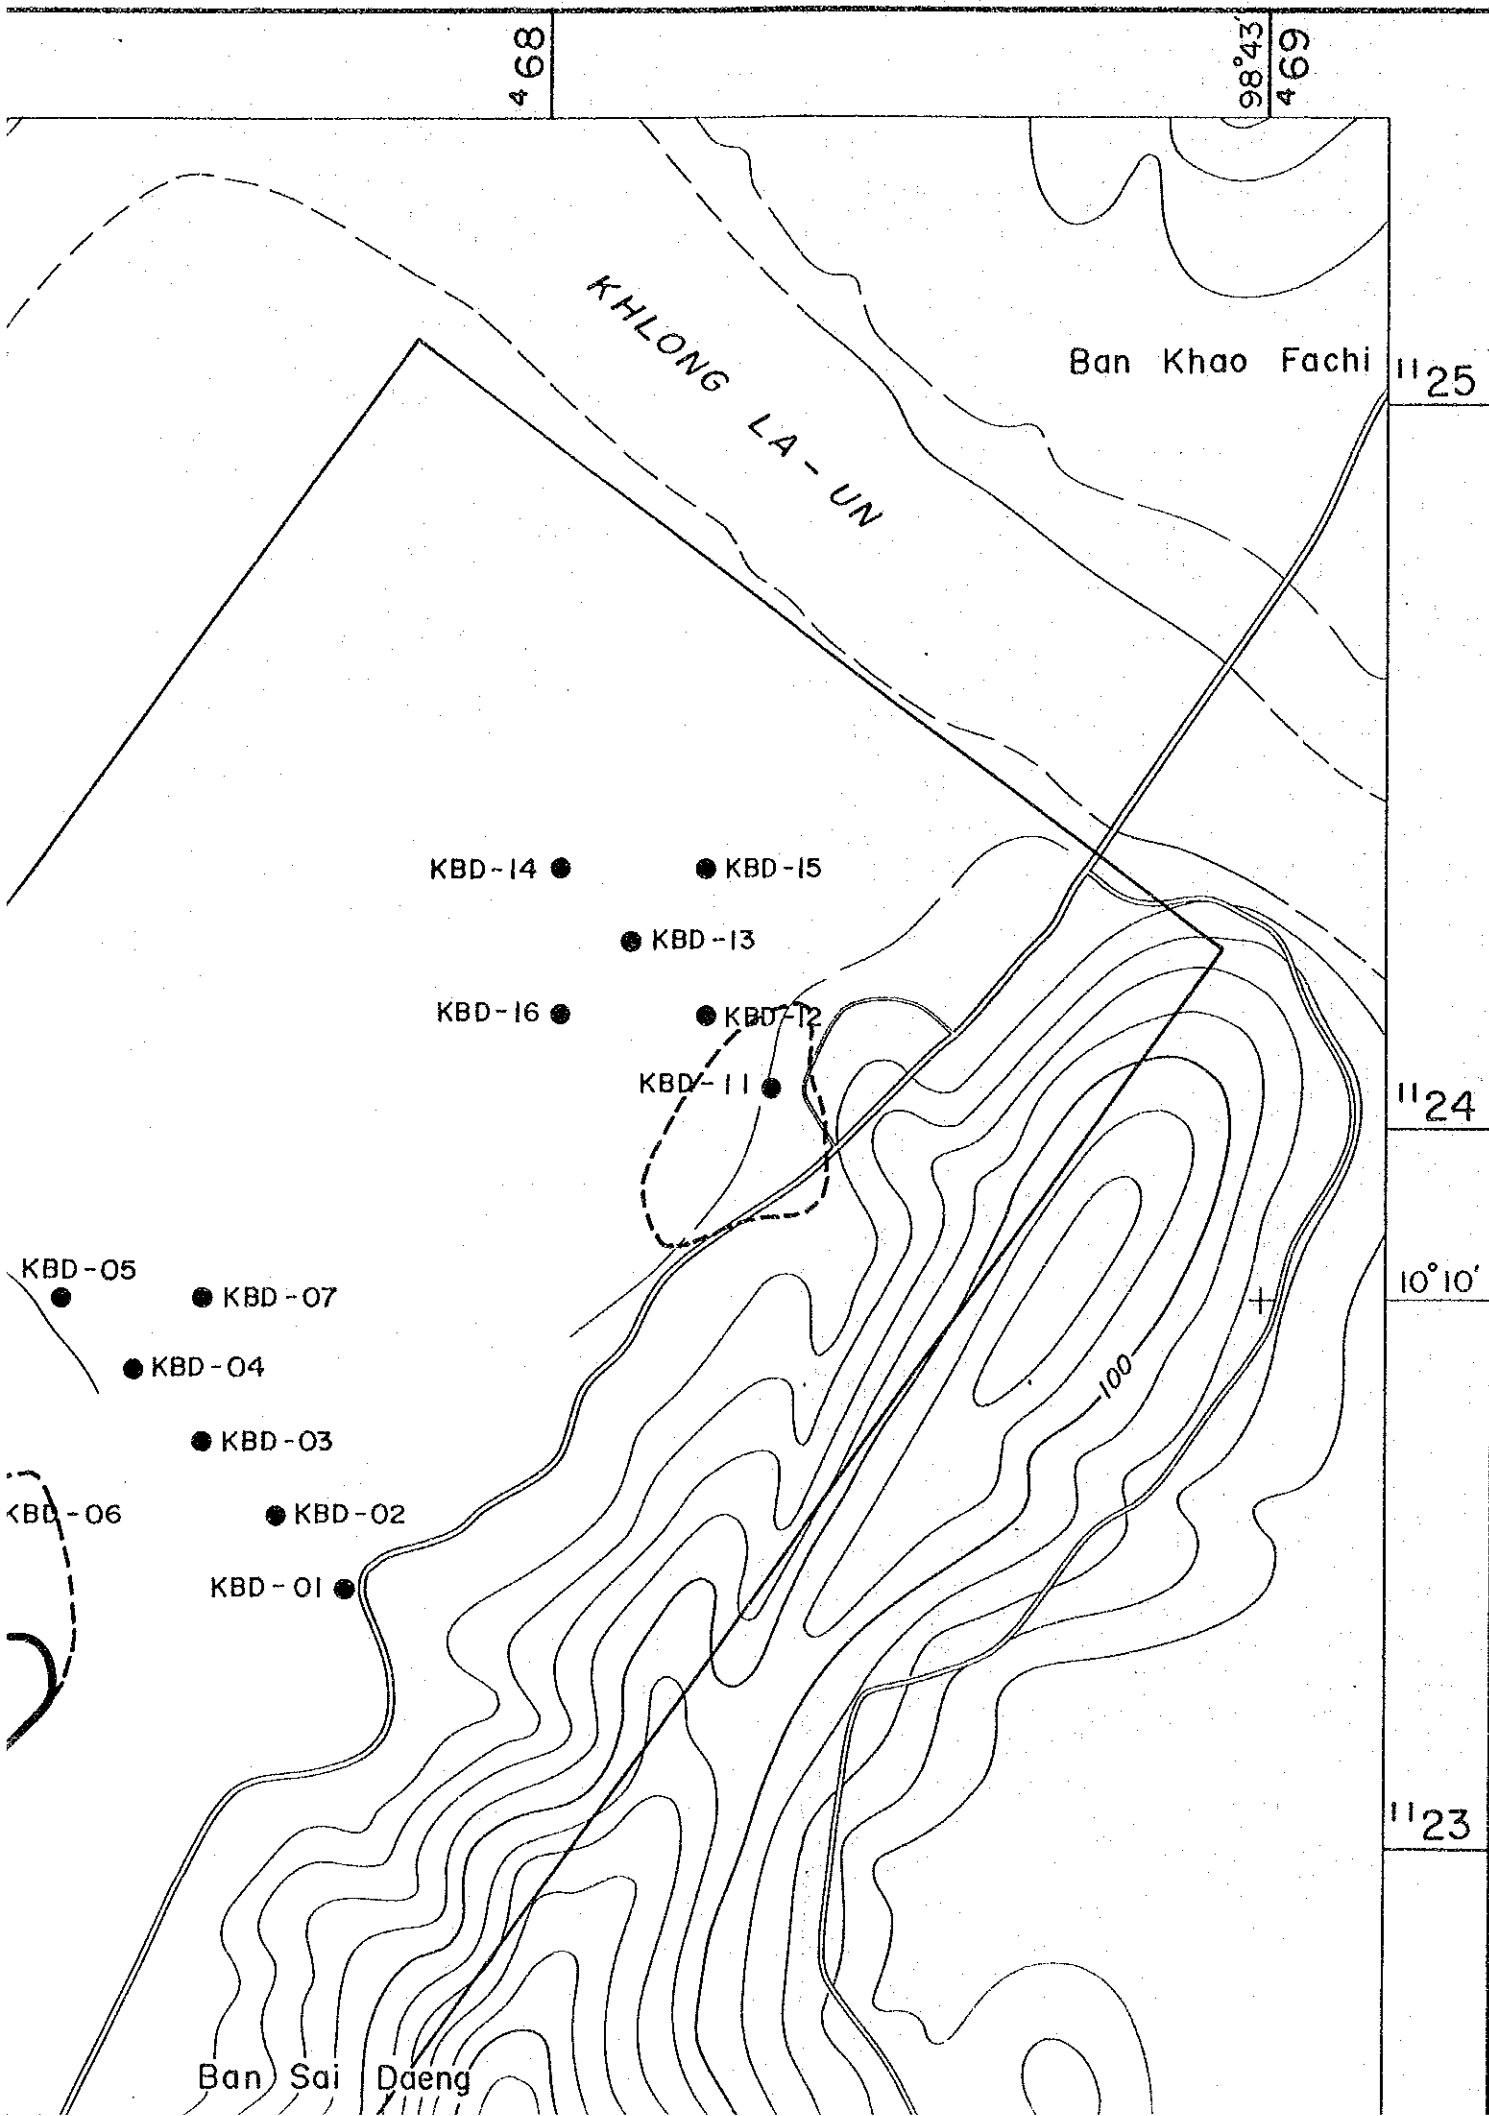 ⁴68
98°43'
⁴69
KHLONG LA-UN
Ban Khao Fachi
¹¹25
KBD-14
KBD-15
KBD-13
KBD-16
KBD-12
KBD-11
¹¹24
KBD-05
KBD-07
10°10'
KBD-04
100
KBD-03
KBD-06
KBD-02
KBD-01
¹¹23
Ban Sai Daeng